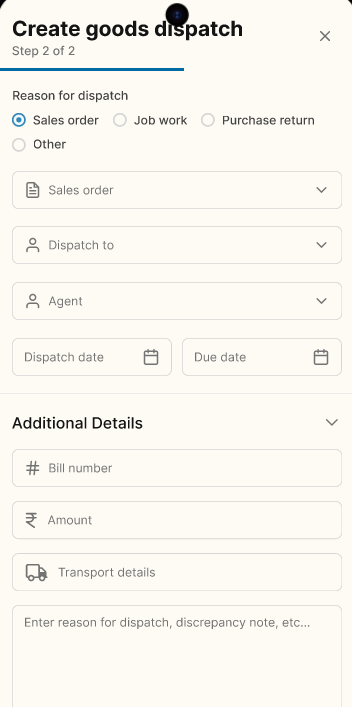 Create goods dispatch
Step 2 of 2
Reason for dispatch
Sales order Job work Purchase return
Other
Sales order
Dispatch to
Agent
Dispatch date Due date
Additional Details
# Bill number
₹ Amount
Transport details
Enter reason for dispatch, discrepancy note, etc...